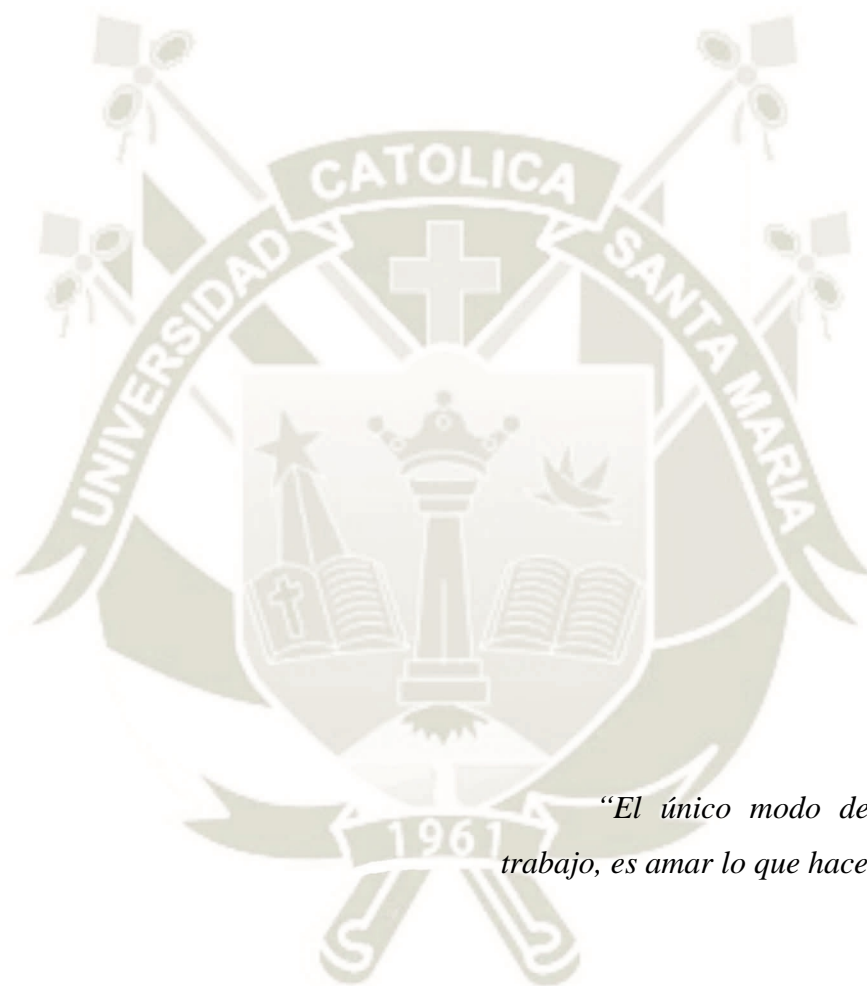 CATOLICA
UNIVERSIDAD
SANTA MARIA
1961
“El único modo de
trabajo, es amar lo que hace